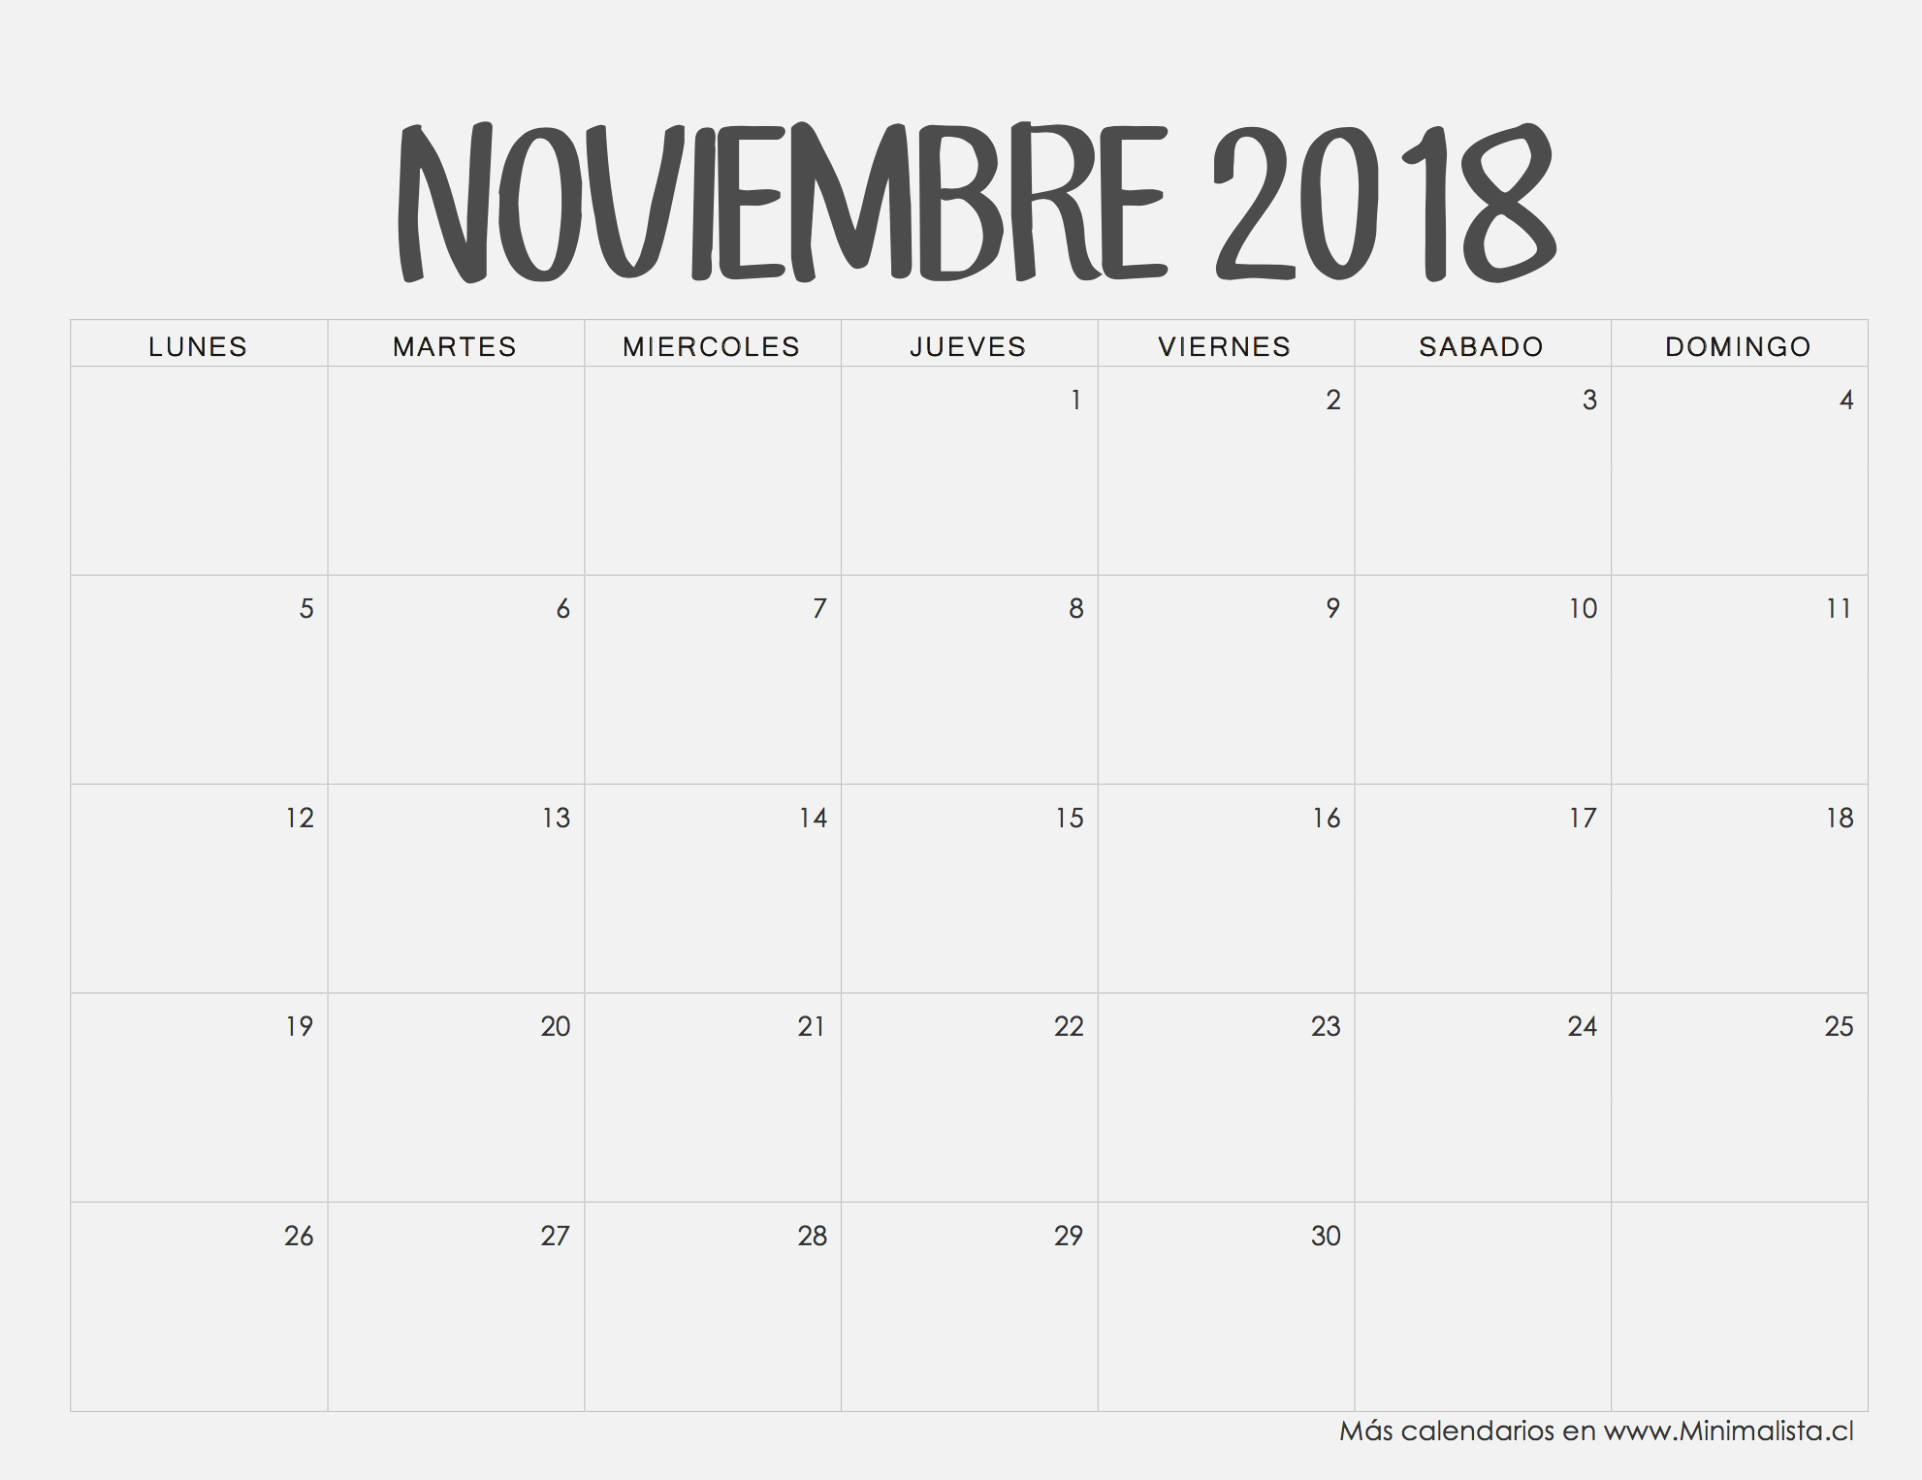 NOVIEMBRE 2018
LUNES MARTES MIERCOLES JUEVES VIERNES SABADO DOMINGO
1 2 3 4
5 6 7 8 9 10 11
12 13 14 15 16 17 18
19 20 21 22 23 24 25
26 27 28 29 30
Más calendarios en www.Minimalista.cl